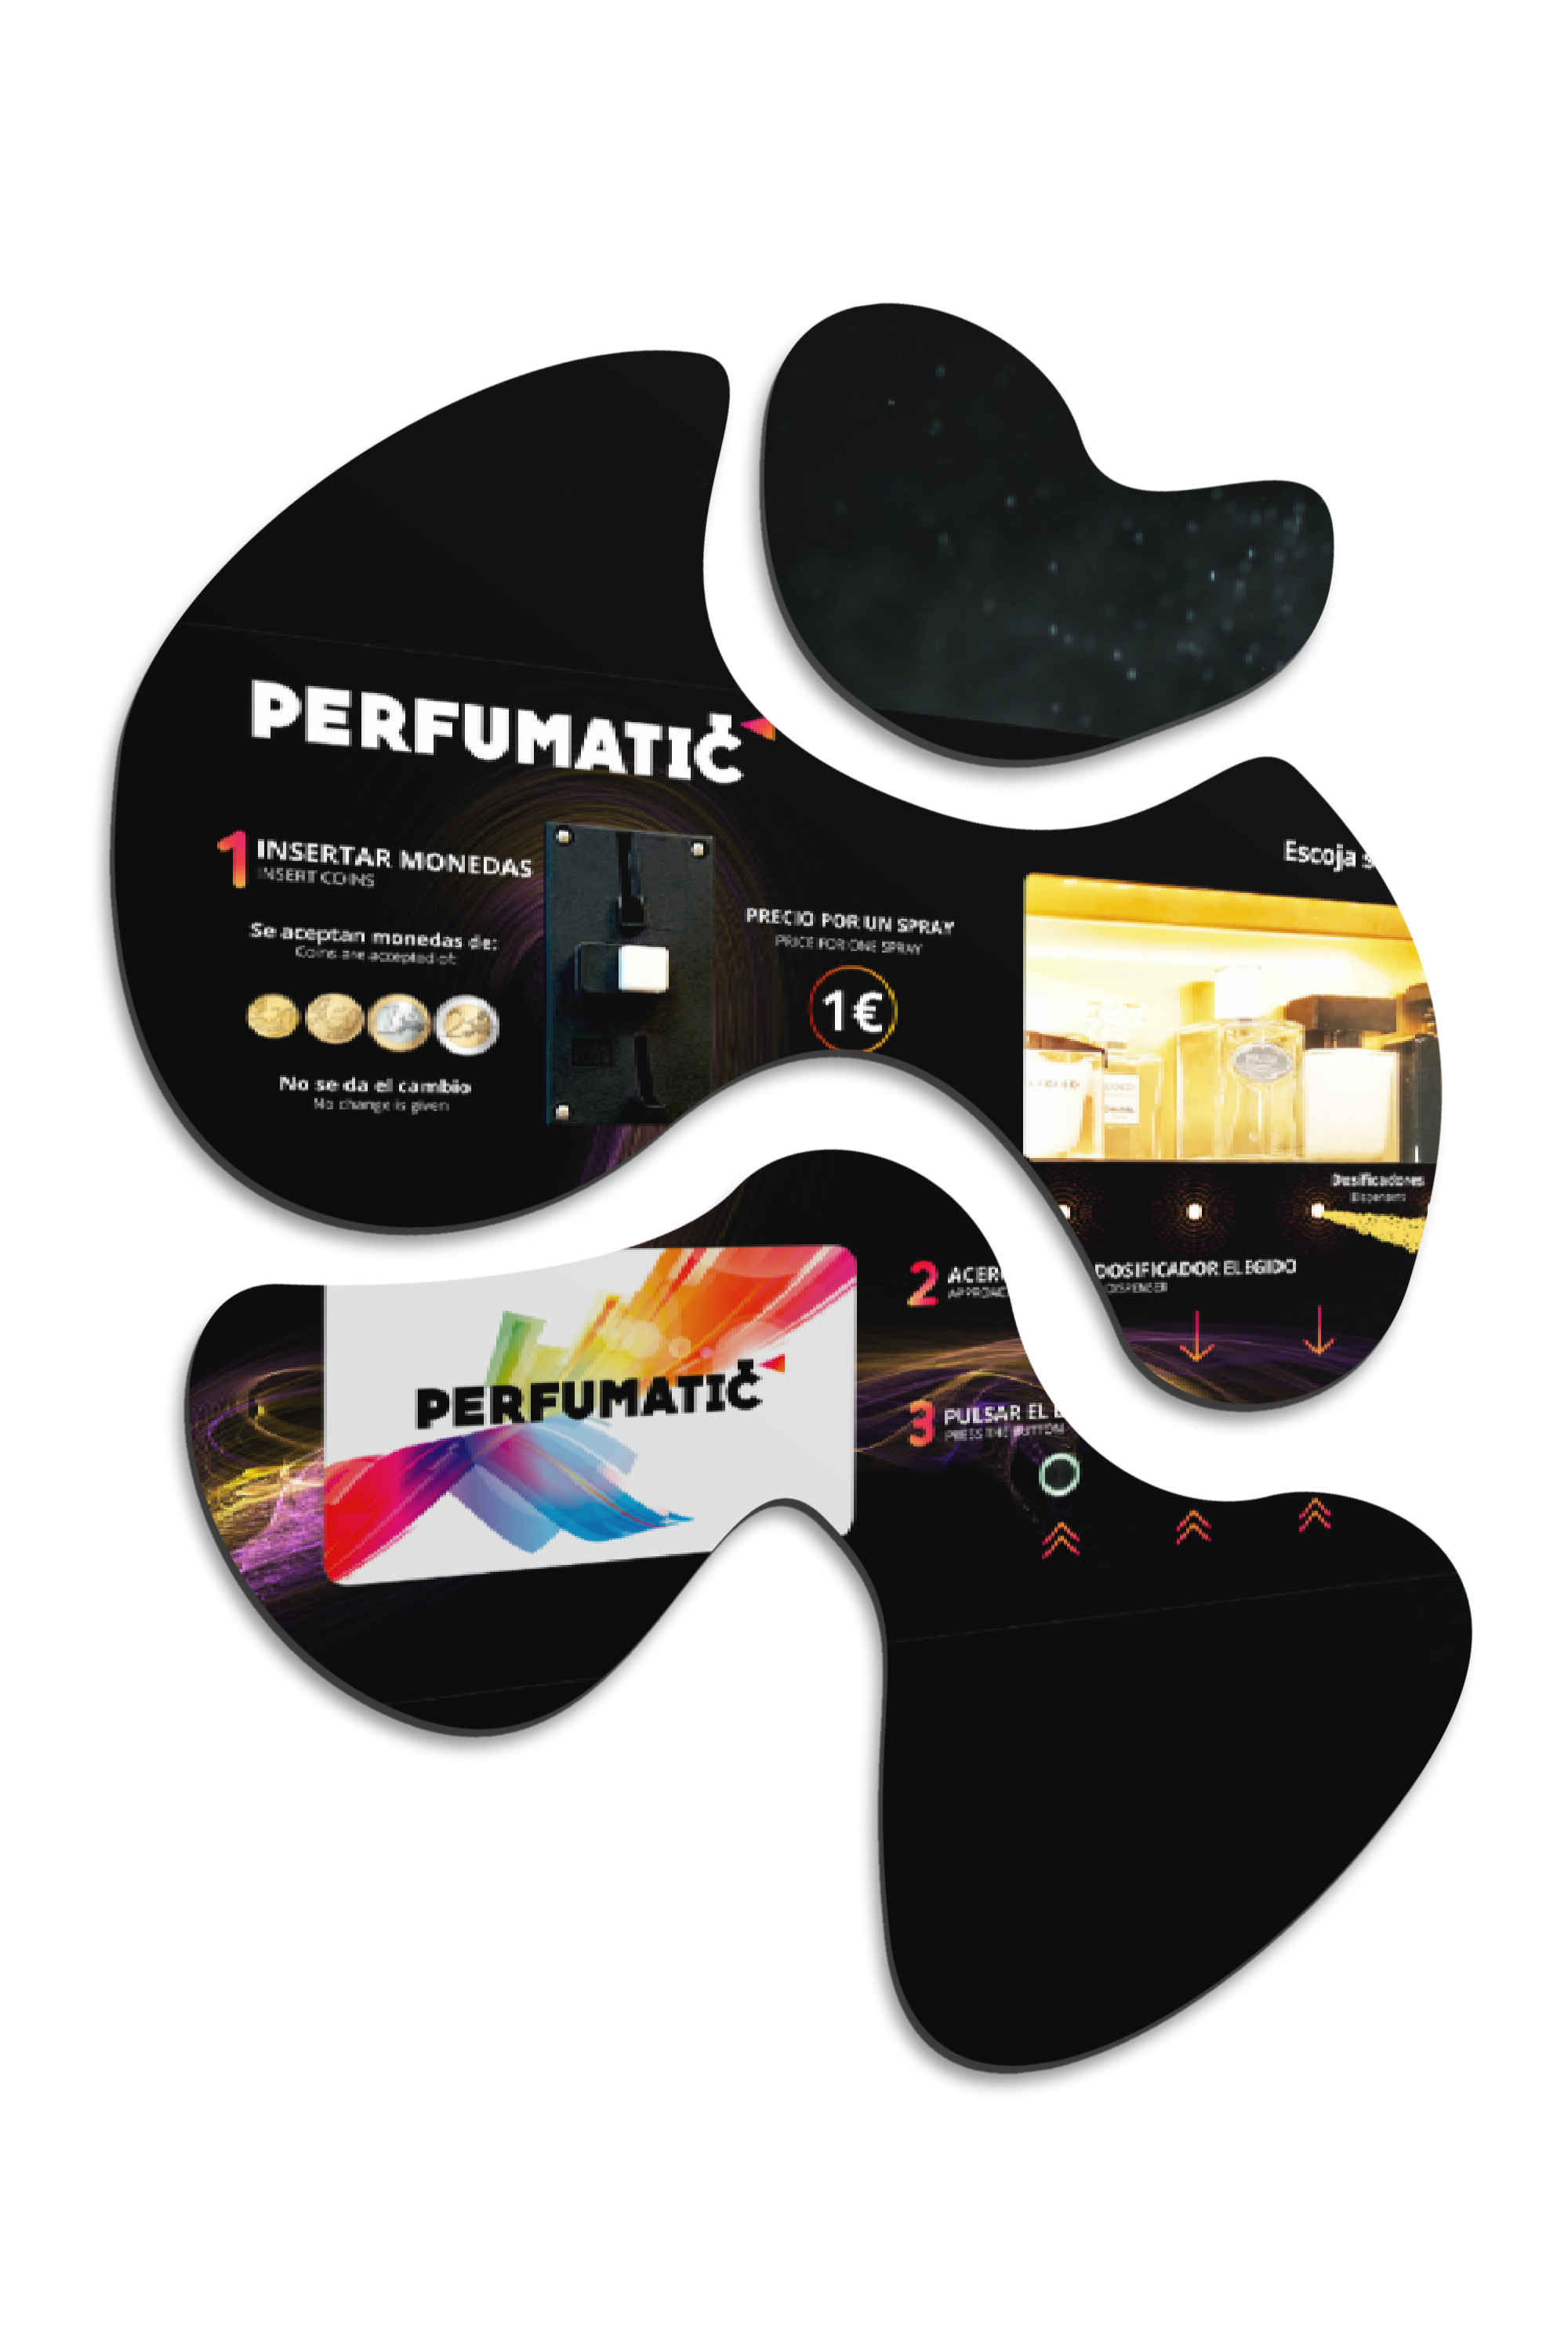 PERFUMATIC
1 INSERTAR MONEDAS
INSERT COINS
Se aceptan monedas de:
Coins are accepted of:
No se da el cambio
No change is given
PRECIO POR UN SPRAY
PRICE FOR ONE SPRAY
1€
Escoja s
Dosificadores
Dispensers
2 ACER DOSIFICADOR ELEGIDO
APPROAC DISPENSER
3 PULSAR EL
PRESS THE BUTTON
PERFUMATIC